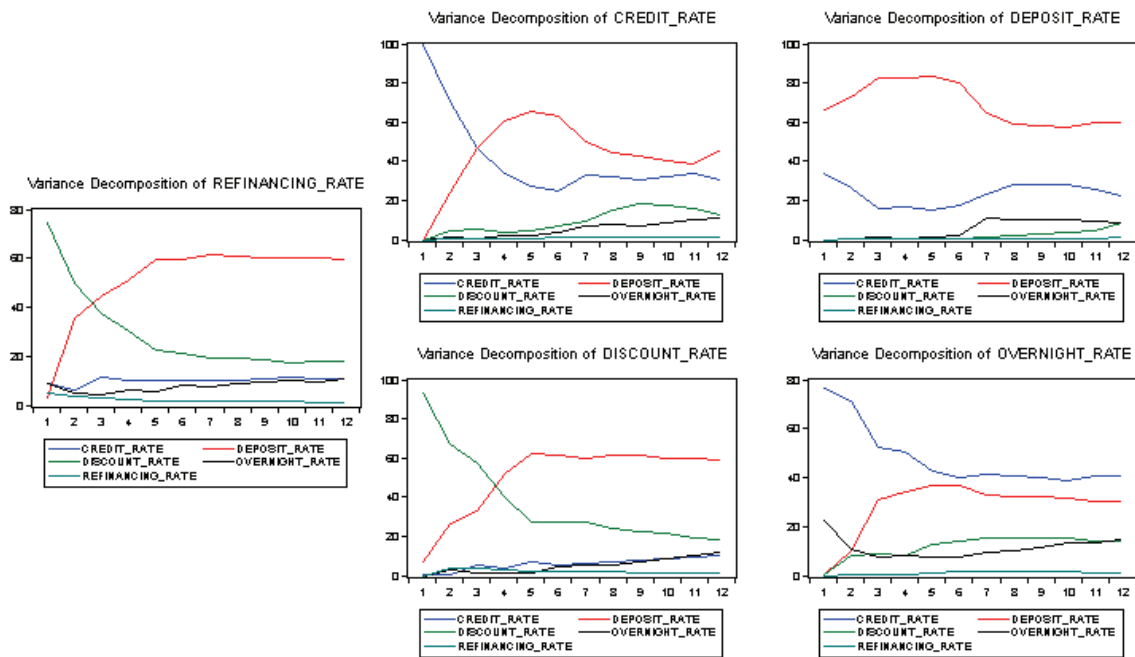 Variance Decomposition of CREDIT_RATE
100
80
60
40
20
0
1 2 3 4 5 6 7 8 9 10 11 12
CREDIT_RATE DEPOSIT_RATE
DISCOUNT_RATE OVERNIGHT_RATE
REFINANCING_RATE
Variance Decomposition of DEPOSIT_RATE
100
80
60
40
20
0
1 2 3 4 5 6 7 8 9 10 11 12
CREDIT_RATE DEPOSIT_RATE
DISCOUNT_RATE OVERNIGHT_RATE
REFINANCING_RATE
Variance Decomposition of REFINANCING_RATE
80
60
40
20
0
1 2 3 4 5 6 7 8 9 10 11 12
CREDIT_RATE DEPOSIT_RATE
DISCOUNT_RATE OVERNIGHT_RATE
REFINANCING_RATE
Variance Decomposition of DISCOUNT_RATE
100
80
60
40
20
0
1 2 3 4 5 6 7 8 9 10 11 12
CREDIT_RATE DEPOSIT_RATE
DISCOUNT_RATE OVERNIGHT_RATE
REFINANCING_RATE
Variance Decomposition of OVERNIGHT_RATE
80
60
40
20
0
1 2 3 4 5 6 7 8 9 10 11 12
CREDIT_RATE DEPOSIT_RATE
DISCOUNT_RATE OVERNIGHT_RATE
REFINANCING_RATE